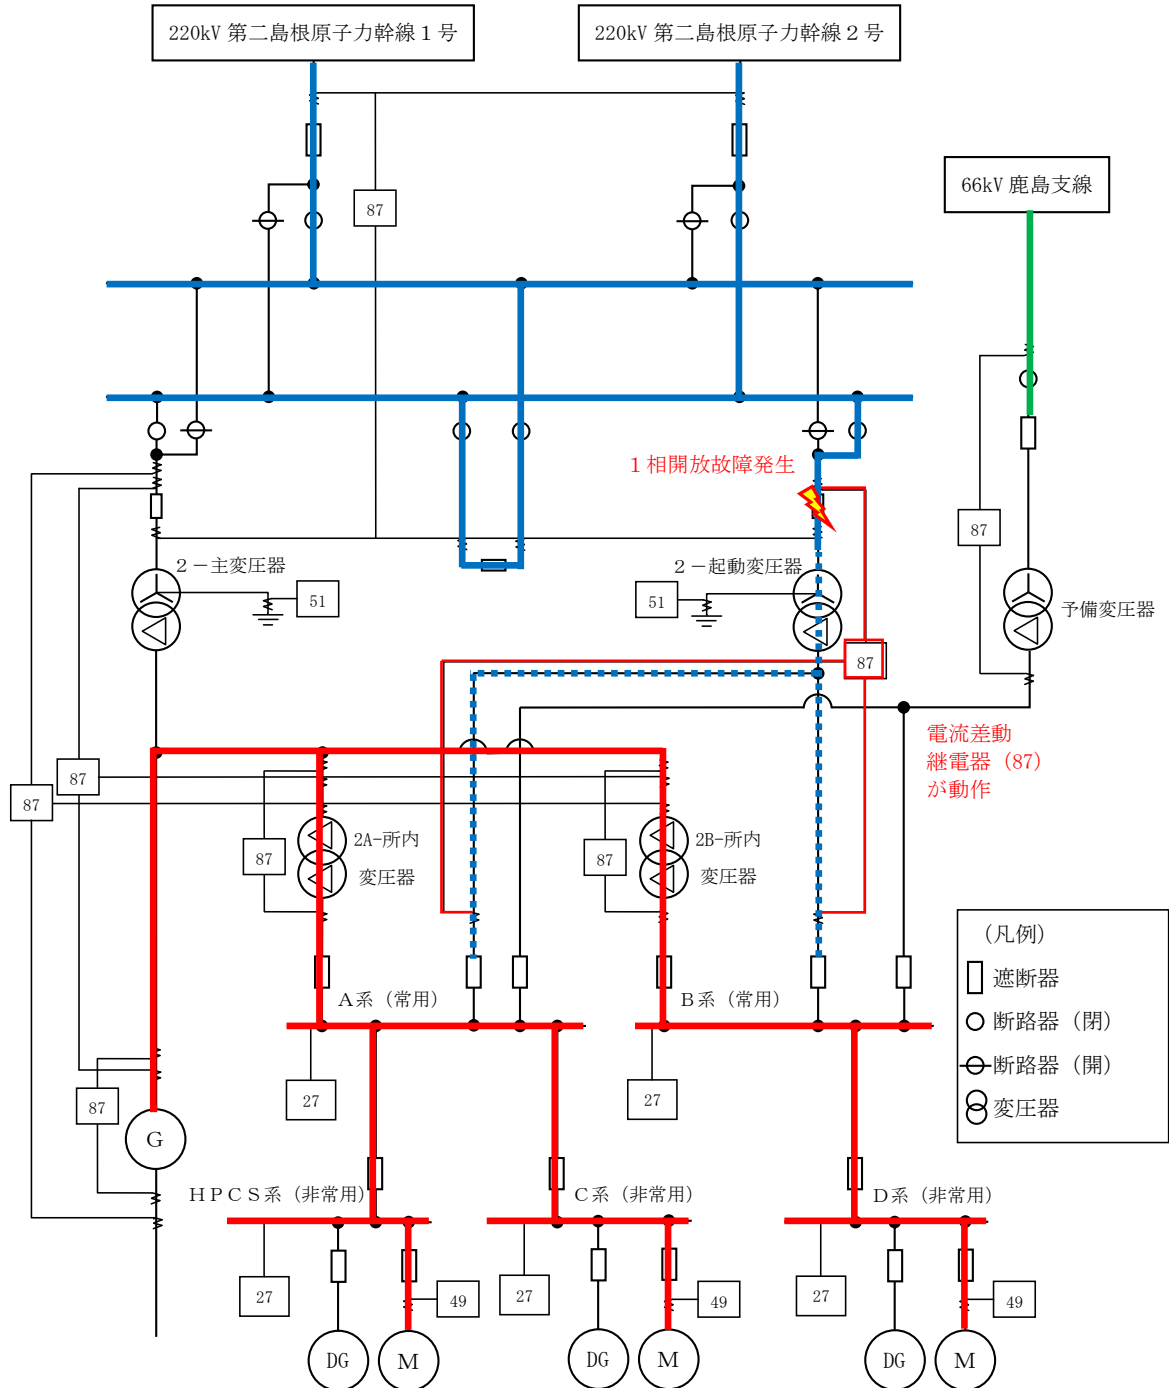 220kV 第二島根原子力幹線１号
220kV 第二島根原子力幹線２号
66kV 鹿島支線
87
１相開放故障発生
87
２－主変圧器
51
２－起動変圧器
51
予備変圧器
87
電流差動
継電器（87）
が動作
87
87
87
2A-所内
変圧器
87
2B-所内
変圧器
（凡例）
遮断器
断路器（閉）
断路器（開）
変圧器
Ａ系（常用）
Ｂ系（常用）
27
27
87
G
ＨＰＣＳ系（非常用）
Ｃ系（非常用）
Ｄ系（非常用）
27
49
27
49
27
49
DG
M
DG
M
DG
M